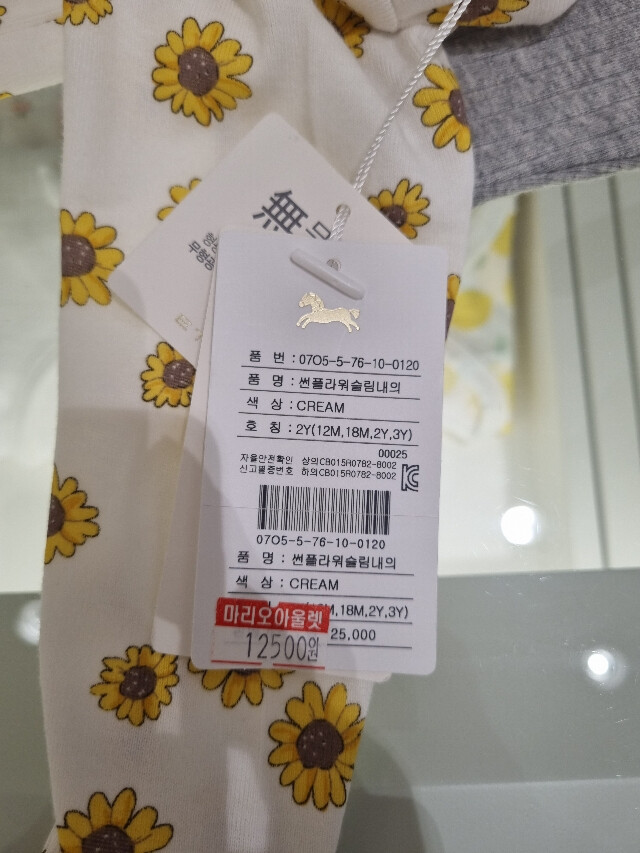 無
품 번 : 07O5-5-76-10-0120
품 명 : 썬플라워슬림내의
색 상 : CREAM
호 칭 : 2Y(12M,18M,2Y,3Y)
00025
자율안전확인 상의CB015R0782-8002
신고필증번호 하의CB015R0782-8002
07O5-5-76-10-0120
품 명 : 썬플라워슬림내의
색 상 : CREAM
M,18M,2Y,3Y)
마리오아울렛
25,000
12500원